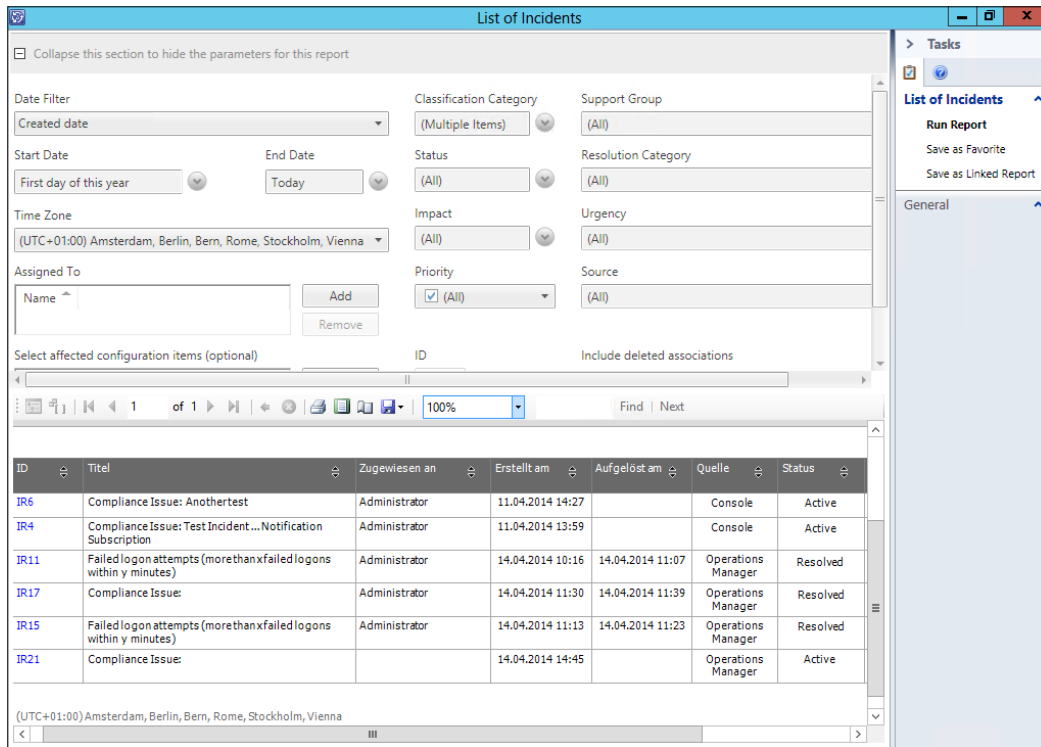 List of Incidents
Collapse this section to hide the parameters for this report
Date Filter
Created date
Classification Category
(Multiple Items)
Support Group
(All)
Start Date
First day of this year
End Date
Today
Status
(All)
Resolution Category
(All)
Time Zone
(UTC+01:00) Amsterdam, Berlin, Bern, Rome, Stockholm, Vienna
Impact
(All)
Urgency
(All)
Assigned To
Name
Add
Remove
Priority
(All)
Source
(All)
Select affected configuration items (optional)
ID
Include deleted associations
1 of 1
100%
Find | Next
ID Titel Zugewiesen an Erstellt am Aufgelöst am Quelle Status
IR6 Compliance Issue: Anothertest Administrator 11.04.2014 14:27 Console Active
IR4 Compliance Issue: Test Incident ... Notification Administrator 11.04.2014 13:59 Console Active
Subscription
IR11 Failed logon attempts (more than x failed logons Administrator 14.04.2014 10:16 14.04.2014 11:07 Operations Resolved
within y minutes) Manager
IR17 Compliance Issue: Administrator 14.04.2014 11:30 14.04.2014 11:39 Operations Resolved
Manager
IR15 Failed logon attempts (more than x failed logons Administrator 14.04.2014 11:13 14.04.2014 11:23 Operations Resolved
within y minutes) Manager
IR21 Compliance Issue: 14.04.2014 14:45 Operations Active
Manager
(UTC+01:00) Amsterdam, Berlin, Bern, Rome, Stockholm, Vienna
Tasks
List of Incidents
Run Report
Save as Favorite
Save as Linked Report
General